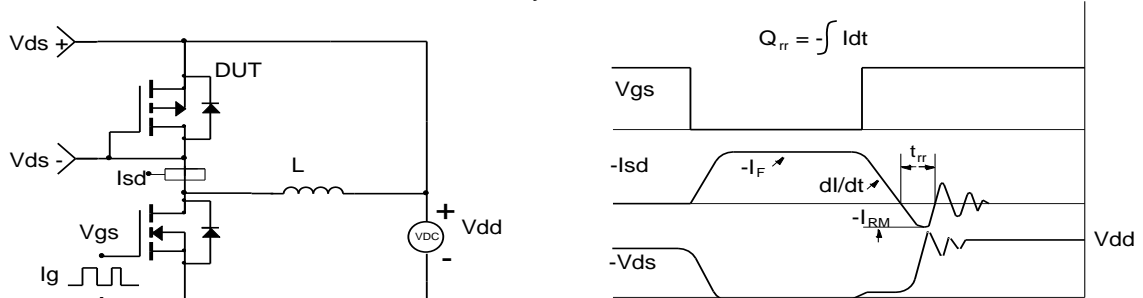 Vds +
DUT
Vds -
Isd
L
Vgs
Ig
+
VDC
-
Vdd
Qrr = -∫ Idt
Vgs
-Isd
-IF
dI/dt
trr
-IRM
-Vds
Vdd